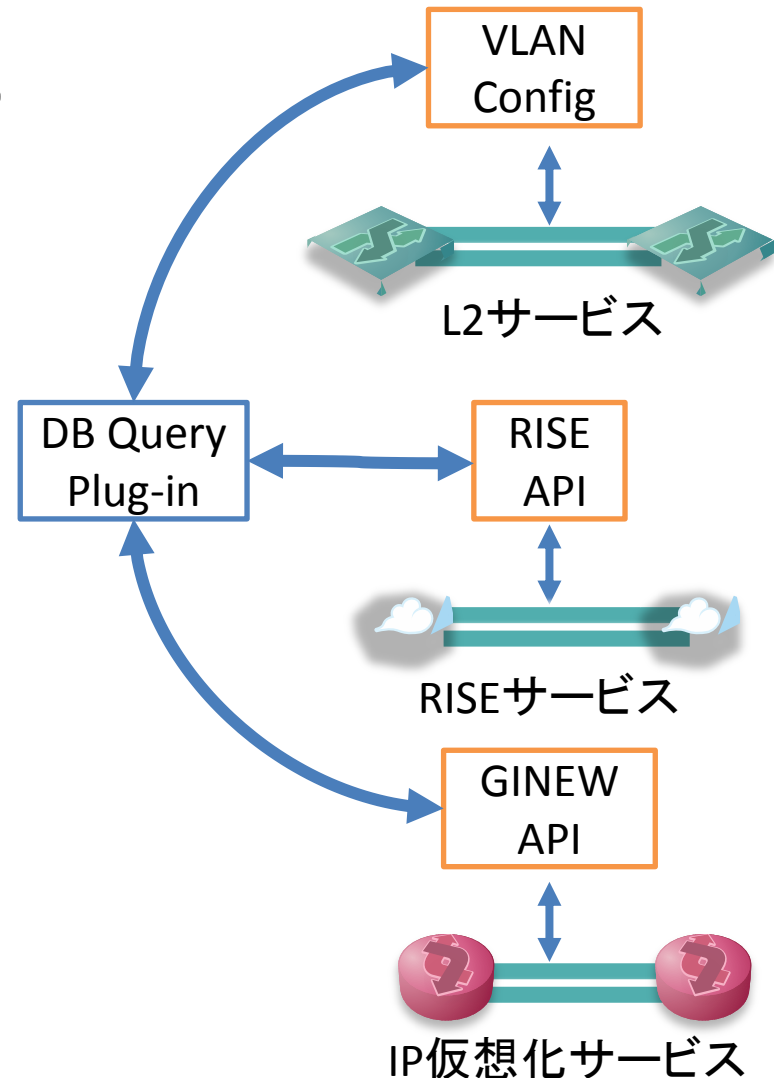 VLAN
Config
L2サービス
DB Query
Plug-in
RISE
API
RISEサービス
GINEW
API
IP仮想化サービス